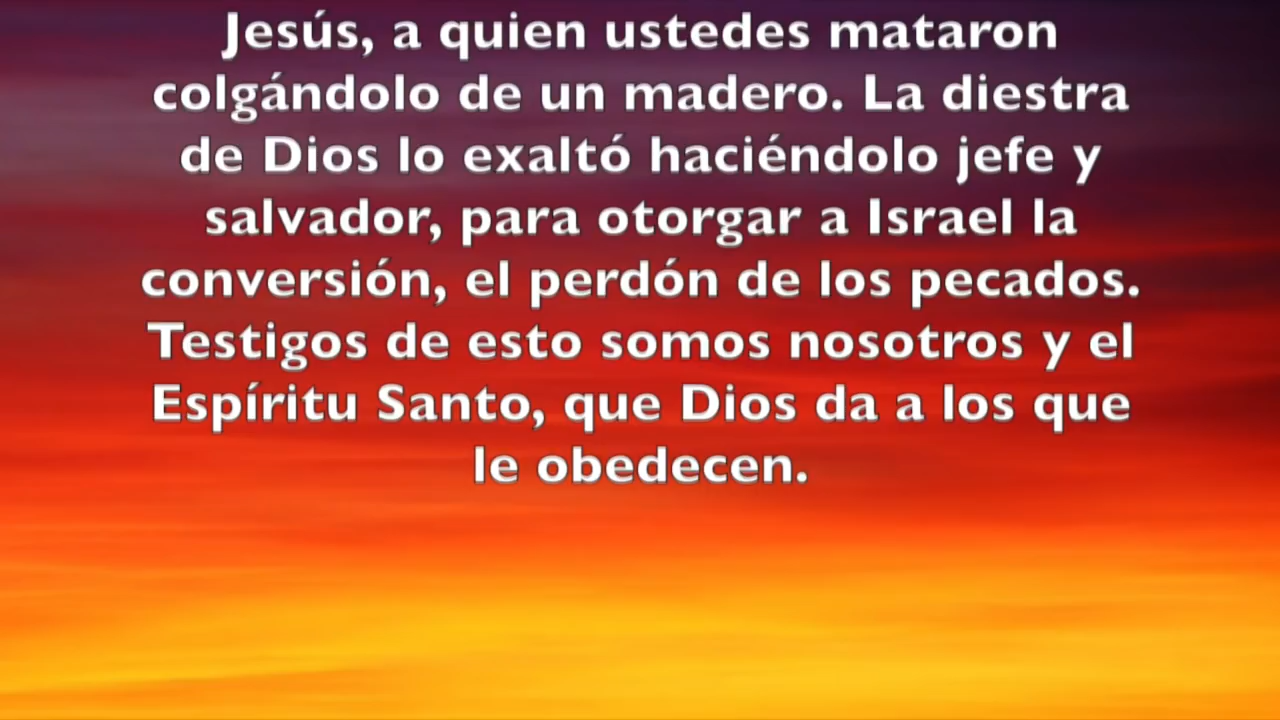 Jesús, a quien ustedes mataron
colgándolo de un madero. La diestra
de Dios lo exaltó haciéndolo jefe y
salvador, para otorgar a Israel la
conversión, el perdón de los pecados.
Testigos de esto somos nosotros y el
Espíritu Santo, que Dios da a los que
le obedecen.